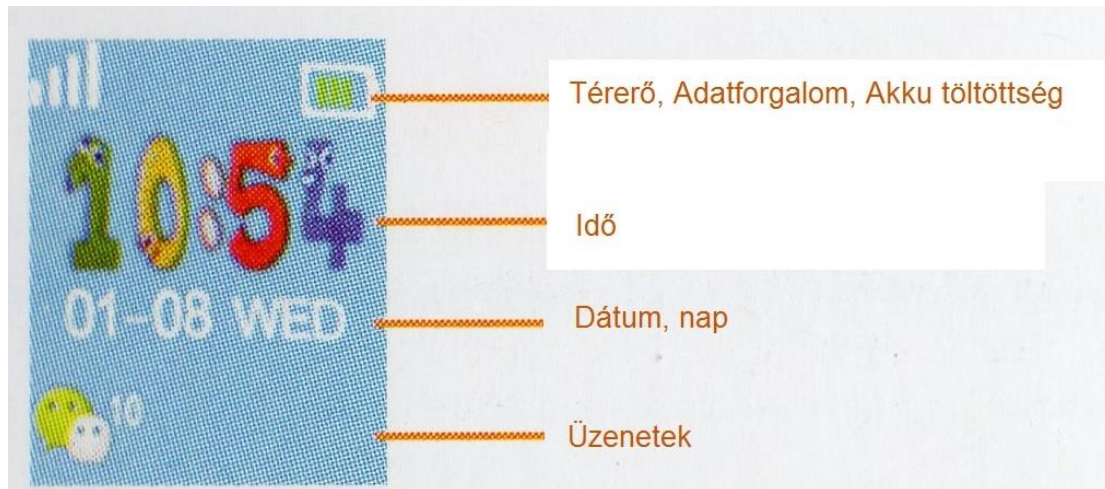 Térerő, Adatforgalom, Akku töltöttség
10:54
Idő
01-08 WED
Dátum, nap
10
Üzenetek